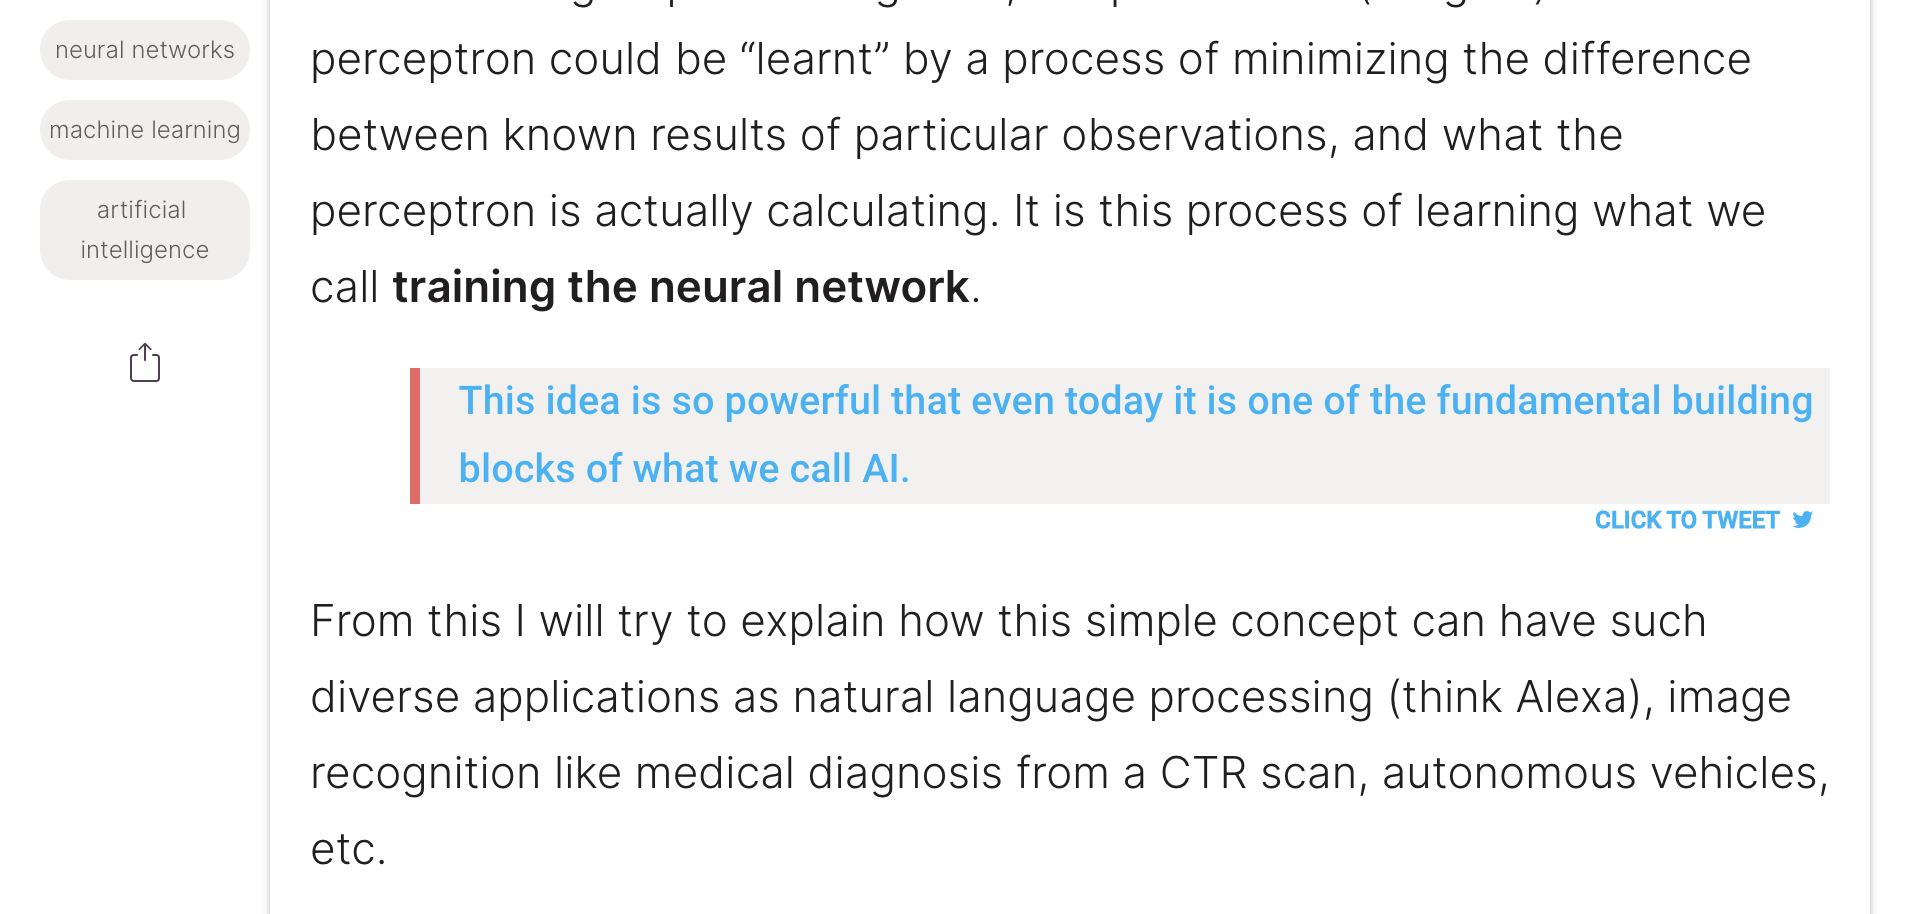 neural networks
machine learning
artificial
intelligence
perceptron could be “learnt” by a process of minimizing the difference
between known results of particular observations, and what the
perceptron is actually calculating. It is this process of learning what we
call training the neural network.
This idea is so powerful that even today it is one of the fundamental building
blocks of what we call AI.
CLICK TO TWEET
From this I will try to explain how this simple concept can have such
diverse applications as natural language processing (think Alexa), image
recognition like medical diagnosis from a CTR scan, autonomous vehicles,
etc.